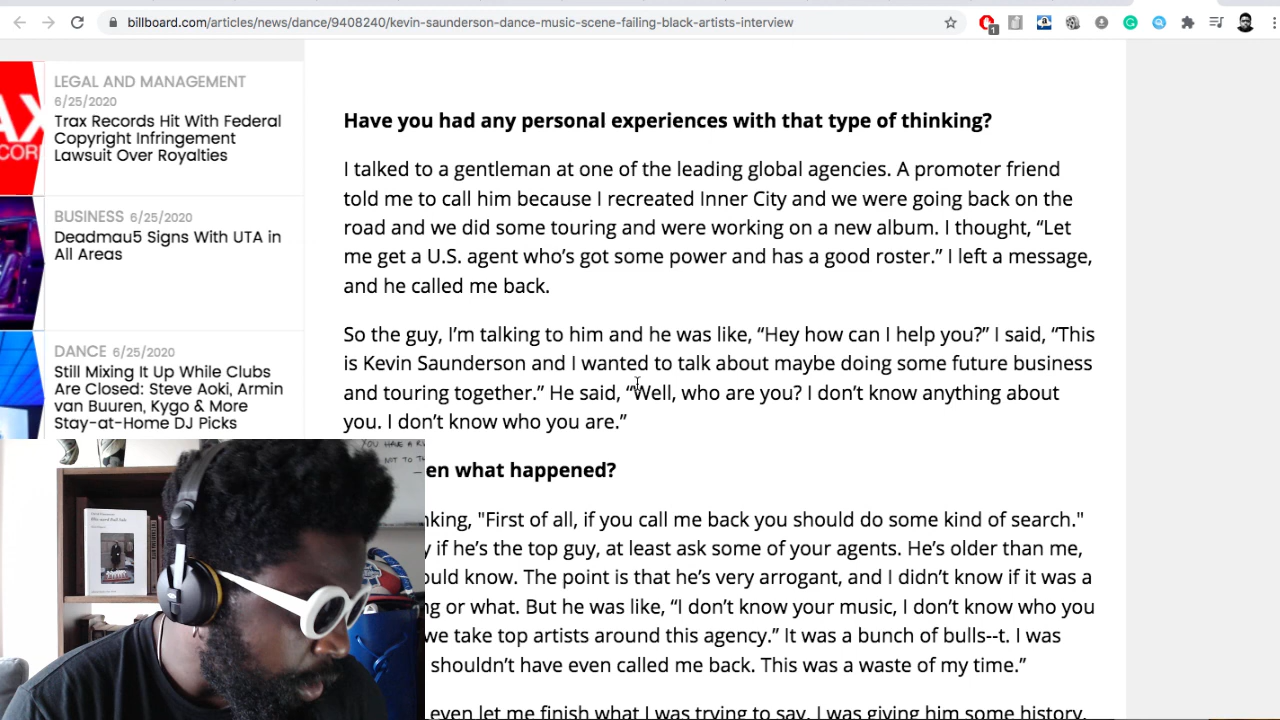 billboard.com/articles/news/dance/9408240/kevin-saunderson-dance-music-scene-failing-black-artists-interview
1
LEGAL AND MANAGEMENT
6/25/2020
Trax Records Hit With Federal
Copyright Infringement
Lawsuit Over Royalties
BUSINESS 6/25/2020
Deadmau5 Signs With UTA in
All Areas
DANCE 6/25/2020
Still Mixing It Up While Clubs
Are Closed: Steve Aoki, Armin
van Buuren, Kygo & More
Stay-at-Home DJ Picks
Have you had any personal experiences with that type of thinking?
I talked to a gentleman at one of the leading global agencies. A promoter friend
told me to call him because I recreated Inner City and we were going back on the
road and we did some touring and were working on a new album. I thought, “Let
me get a U.S. agent who’s got some power and has a good roster.” I left a message,
and he called me back.
So the guy, I’m talking to him and he was like, “Hey how can I help you?” I said, “This
is Kevin Saunderson and I wanted to talk about maybe doing some future business
and touring together.” He said, “Well, who are you? I don’t know anything about
you. I don’t know who you are.”
en what happened?
nking, "First of all, if you call me back you should do some kind of search."
y if he’s the top guy, at least ask some of your agents. He’s older than me,
ould know. The point is that he’s very arrogant, and I didn’t know if it was a
ng or what. But he was like, “I don’t know your music, I don’t know who you
we take top artists around this agency.” It was a bunch of bulls--t. I was
shouldn’t have even called me back. This was a waste of my time.”
even let me finish what I was trying to say. I was giving him some history,
YOU HAVE A
NOT TO